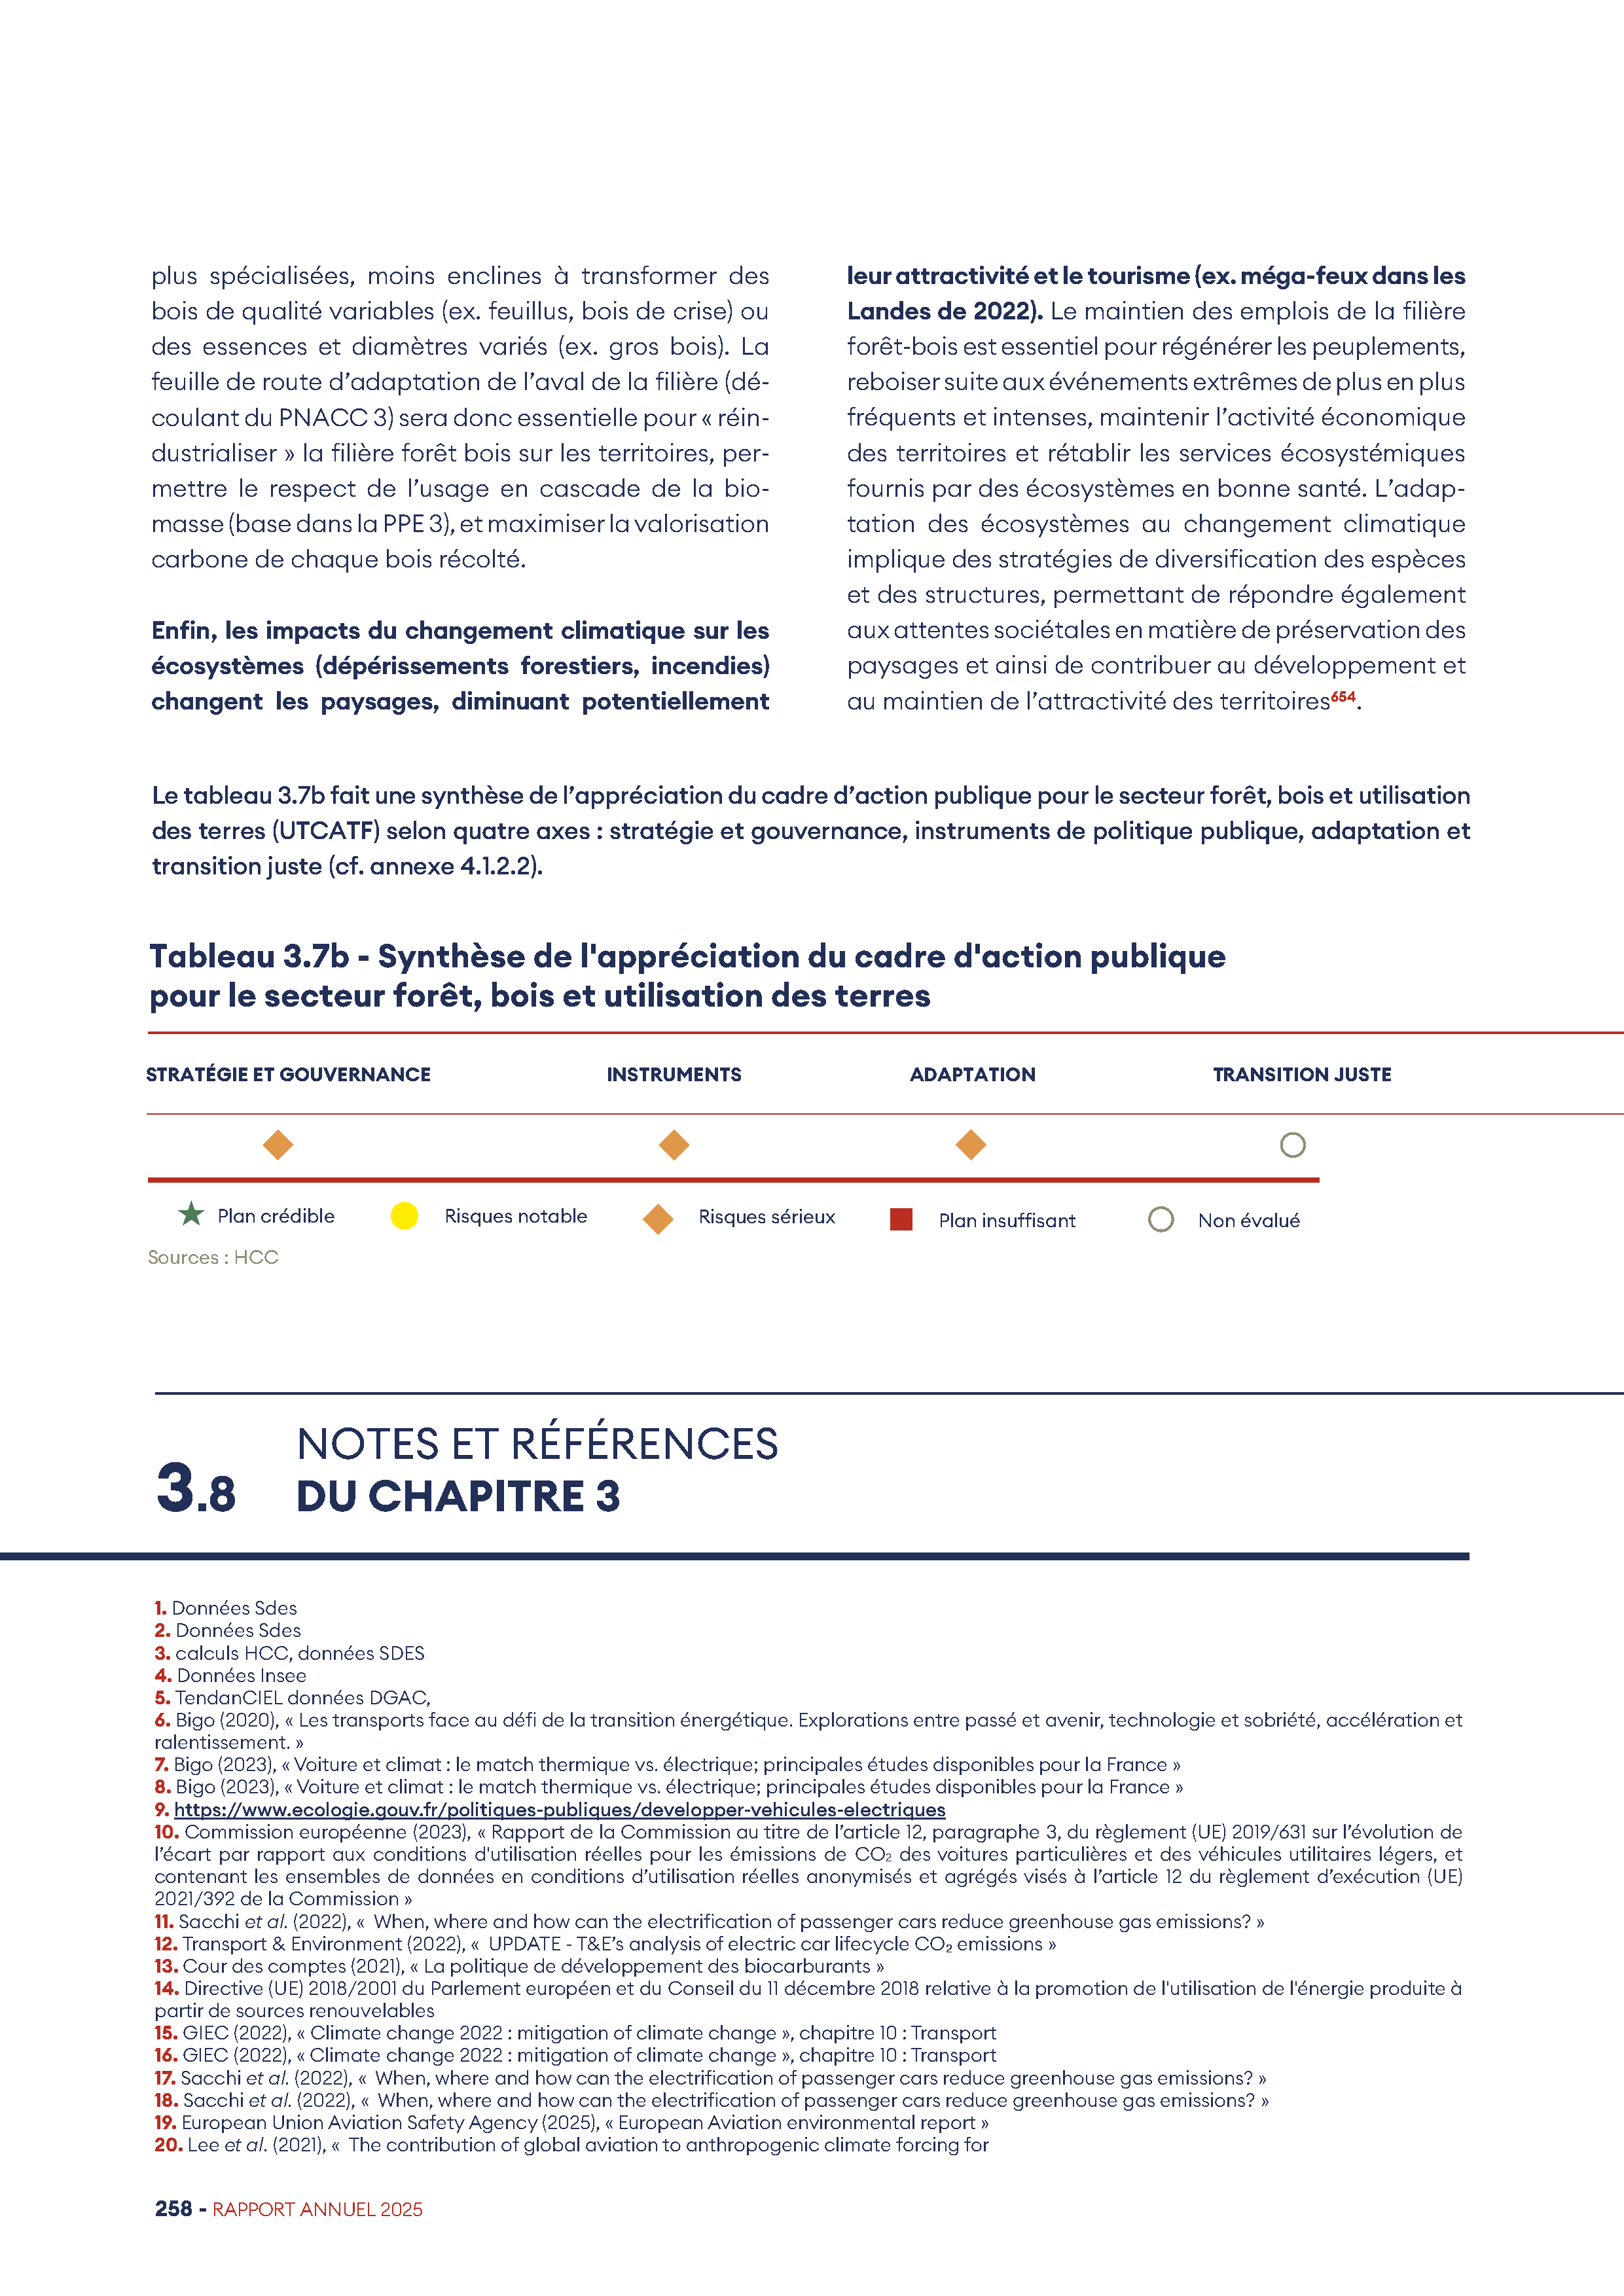 plus spécialisées, moins enclines à transformer des
bois de qualité variables (ex. feuillus, bois de crise) ou
des essences et diamètres variés (ex. gros bois). La
feuille de route d’adaptation de l’aval de la filière (dé-
coulant du PNACC 3) sera donc essentielle pour « réin-
dustrialiser » la filière forêt bois sur les territoires, per-
mettre le respect de l’usage en cascade de la bio-
masse (base dans la PPE 3), et maximiser la valorisation
carbone de chaque bois récolté.
Enfin, les impacts du changement climatique sur les
écosystèmes (dépérissements forestiers, incendies)
changent les paysages, diminuant potentiellement
leur attractivité et le tourisme (ex. méga-feux dans les
Landes de 2022). Le maintien des emplois de la filière
forêt-bois est essentiel pour régénérer les peuplements,
reboiser suite aux événements extrêmes de plus en plus
fréquents et intenses, maintenir l’activité économique
des territoires et rétablir les services écosystémiques
fournis par des écosystèmes en bonne santé. L’adap-
tation des écosystèmes au changement climatique
implique des stratégies de diversification des espèces
et des structures, permettant de répondre également
aux attentes sociétales en matière de préservation des
paysages et ainsi de contribuer au développement et
au maintien de l’attractivité des territoires654.
Le tableau 3.7b fait une synthèse de l’appréciation du cadre d’action publique pour le secteur forêt, bois et utilisation
des terres (UTCATF) selon quatre axes : stratégie et gouvernance, instruments de politique publique, adaptation et
transition juste (cf. annexe 4.1.2.2).
Tableau 3.7b - Synthèse de l'appréciation du cadre d'action publique
pour le secteur forêt, bois et utilisation des terres
STRATÉGIE ET GOUVERNANCE INSTRUMENTS ADAPTATION TRANSITION JUSTE
Plan crédible Risques notable Risques sérieux Plan insuffisant Non évalué
Sources : HCC
3.8 NOTES ET RÉFÉRENCES
DU CHAPITRE 3
1. Données Sdes
2. Données Sdes
3. calculs HCC, données SDES
4. Données Insee
5. TendanCIEL données DGAC,
6. Bigo (2020), « Les transports face au défi de la transition énergétique. Explorations entre passé et avenir, technologie et sobriété, accélération et
ralentissement. »
7. Bigo (2023), « Voiture et climat : le match thermique vs. électrique; principales études disponibles pour la France »
8. Bigo (2023), « Voiture et climat : le match thermique vs. électrique; principales études disponibles pour la France »
9. https://www.ecologie.gouv.fr/politiques-publiques/developper-vehicules-electriques
10. Commission européenne (2023), « Rapport de la Commission au titre de l’article 12, paragraphe 3, du règlement (UE) 2019/631 sur l’évolution de
l’écart par rapport aux conditions d'utilisation réelles pour les émissions de CO₂ des voitures particulières et des véhicules utilitaires légers, et
contenant les ensembles de données en conditions d’utilisation réelles anonymisés et agrégés visés à l’article 12 du règlement d’exécution (UE)
2021/392 de la Commission »
11. Sacchi et al. (2022), « When, where and how can the electrification of passenger cars reduce greenhouse gas emissions? »
12. Transport & Environment (2022), « UPDATE - T&E’s analysis of electric car lifecycle CO₂ emissions »
13. Cour des comptes (2021), « La politique de développement des biocarburants »
14. Directive (UE) 2018/2001 du Parlement européen et du Conseil du 11 décembre 2018 relative à la promotion de l'utilisation de l'énergie produite à
partir de sources renouvelables
15. GIEC (2022), « Climate change 2022 : mitigation of climate change », chapitre 10 : Transport
16. GIEC (2022), « Climate change 2022 : mitigation of climate change », chapitre 10 : Transport
17. Sacchi et al. (2022), « When, where and how can the electrification of passenger cars reduce greenhouse gas emissions? »
18. Sacchi et al. (2022), « When, where and how can the electrification of passenger cars reduce greenhouse gas emissions? »
19. European Union Aviation Safety Agency (2025), « European Aviation environmental report »
20. Lee et al. (2021), « The contribution of global aviation to anthropogenic climate forcing for
258 - RAPPORT ANNUEL 2025